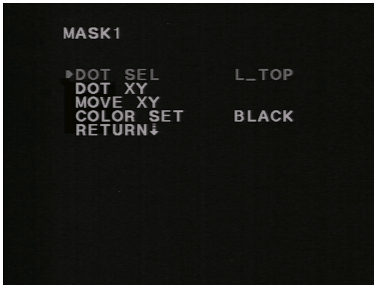 MASK1
DOT SEL L_TOP
DOT XY
MOVE XY
COLOR SET BLACK
RETURN↓